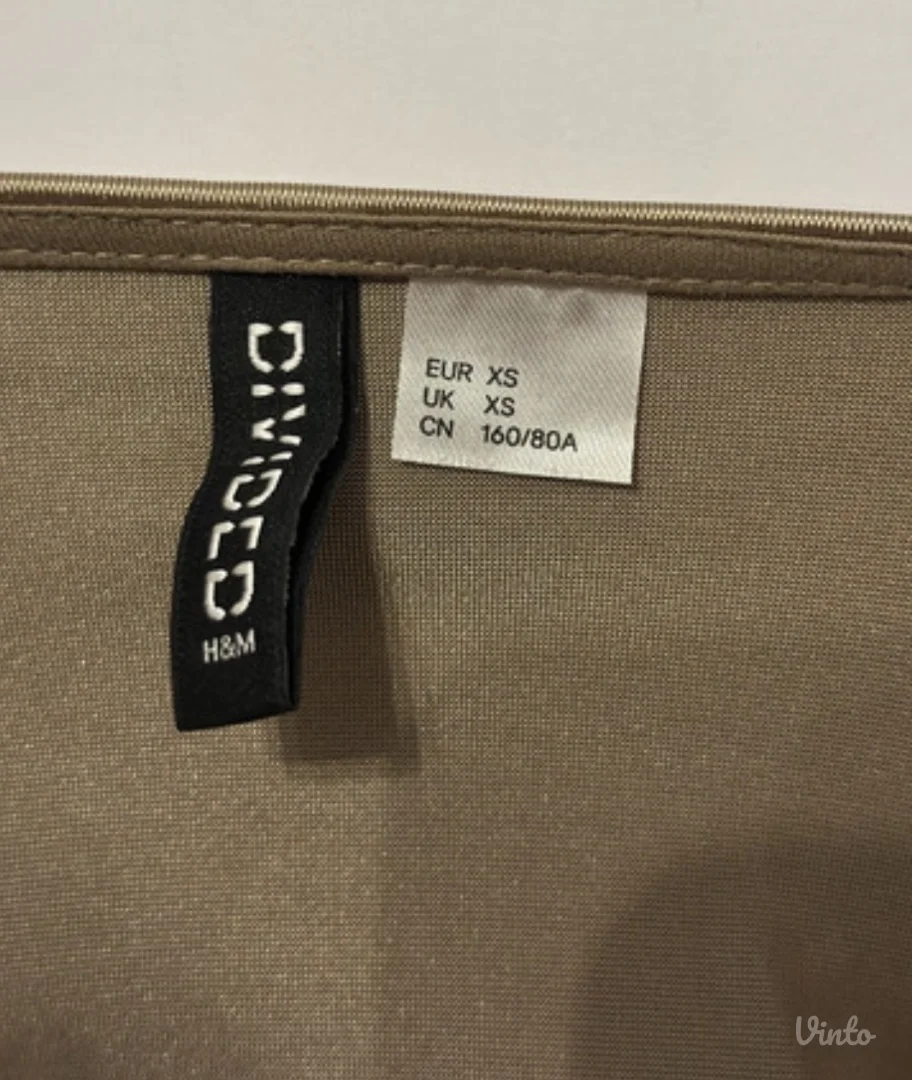 DIVIDED
H&M
EUR XS
UK XS
CN 160/80A
Vinto